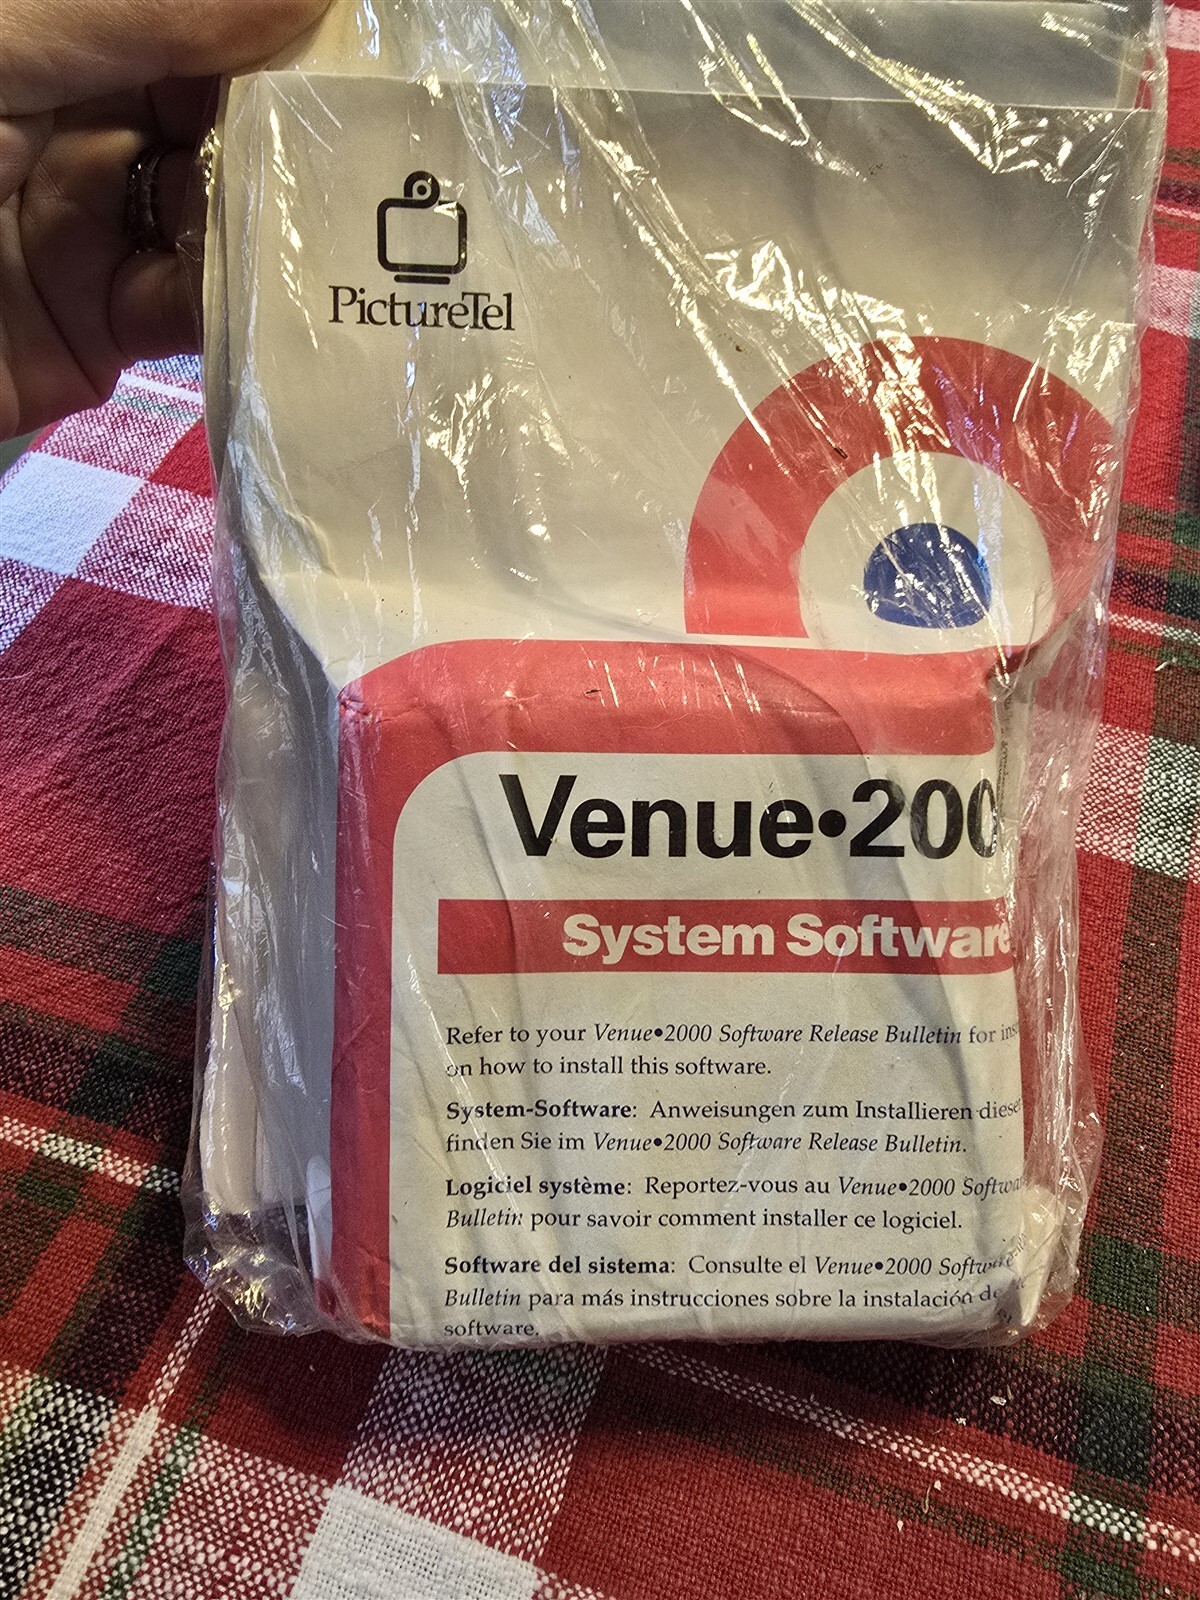 PictureTel
Venue•200
System Software
Refer to your Venue•2000 Software Release Bulletin for
on how to install this software.
System-Software: Anweisungen zum Installieren dieser
finden Sie im Venue•2000 Software Release Bulletin.
Logiciel système: Reportez-vous au Venue•2000
Bulletin pour savoir comment installer ce logiciel.
Software del sistema: Consulte el Venue•2000 Software
Bulletin para más instrucciones sobre la instalación de
software.